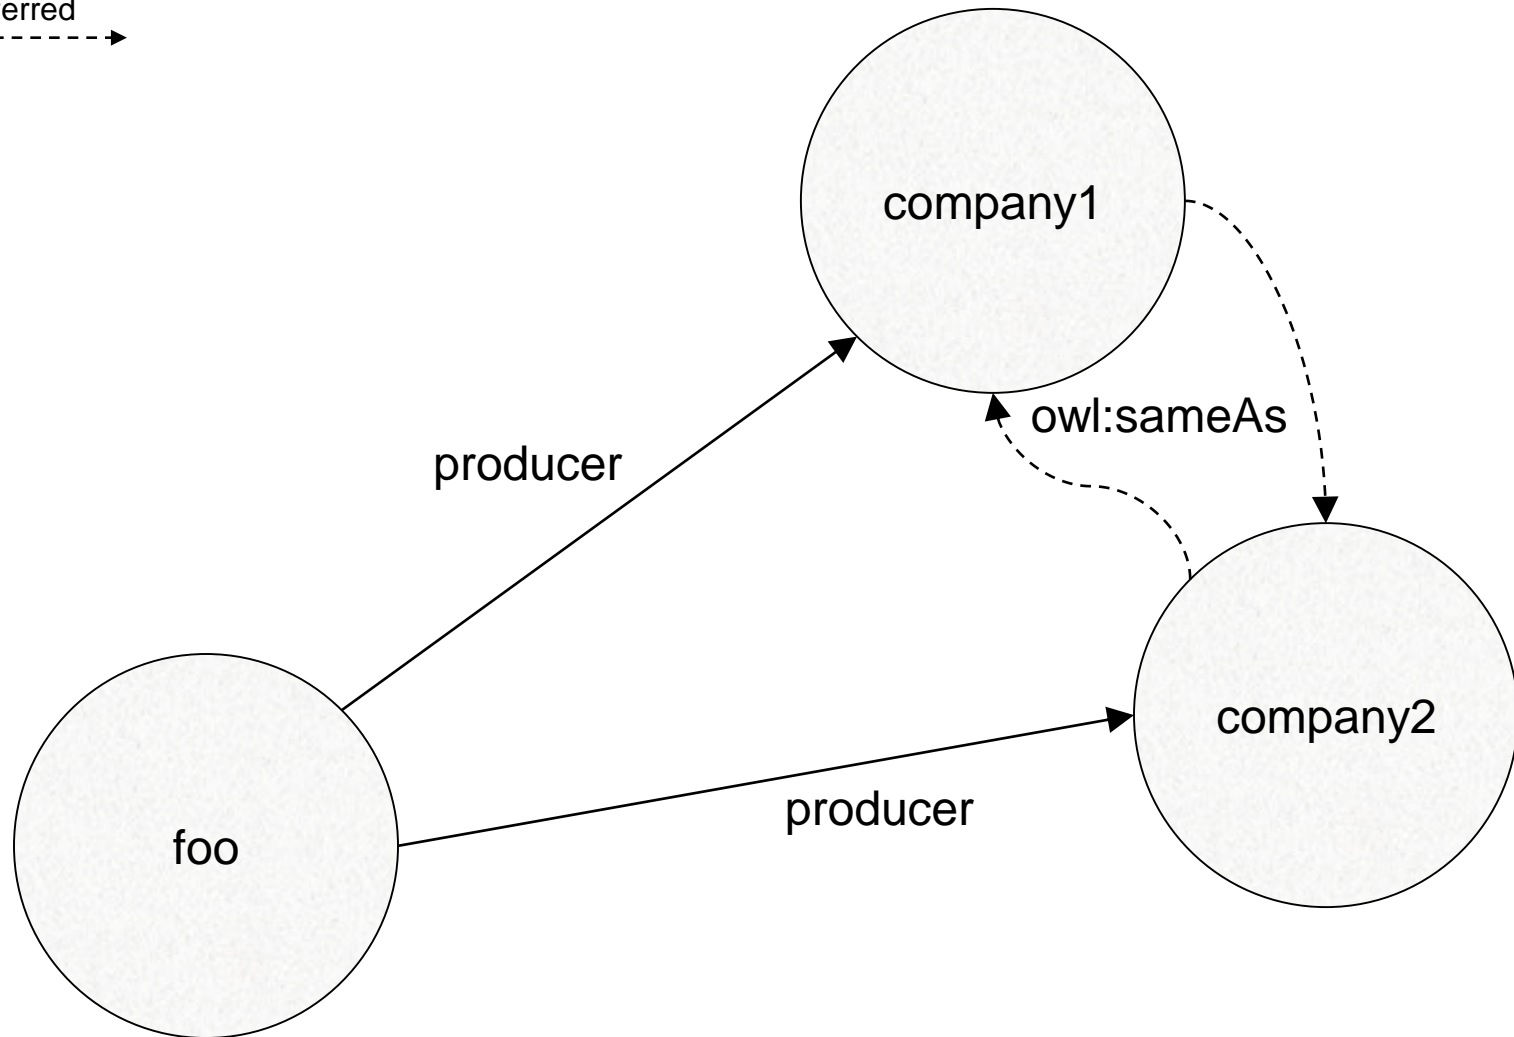 erred
company1
owl:sameAs
producer
company2
producer
foo